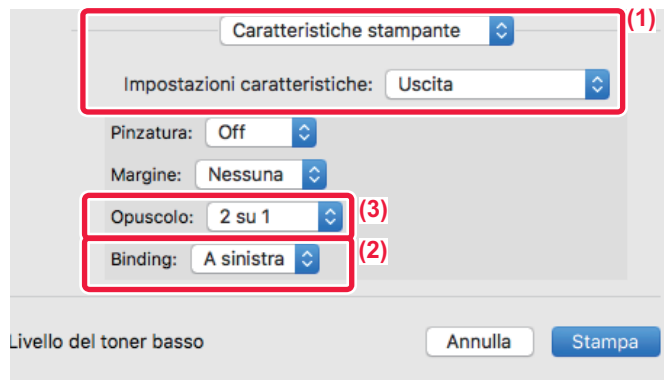 Caratteristiche stampante (1)
Impostazioni caratteristiche: Uscita
Pinzatura: Off
Margine: Nessuna
Opuscolo: 2 su 1 (3)
Binding: A sinistra (2)
Livello del toner basso Annulla Stampa